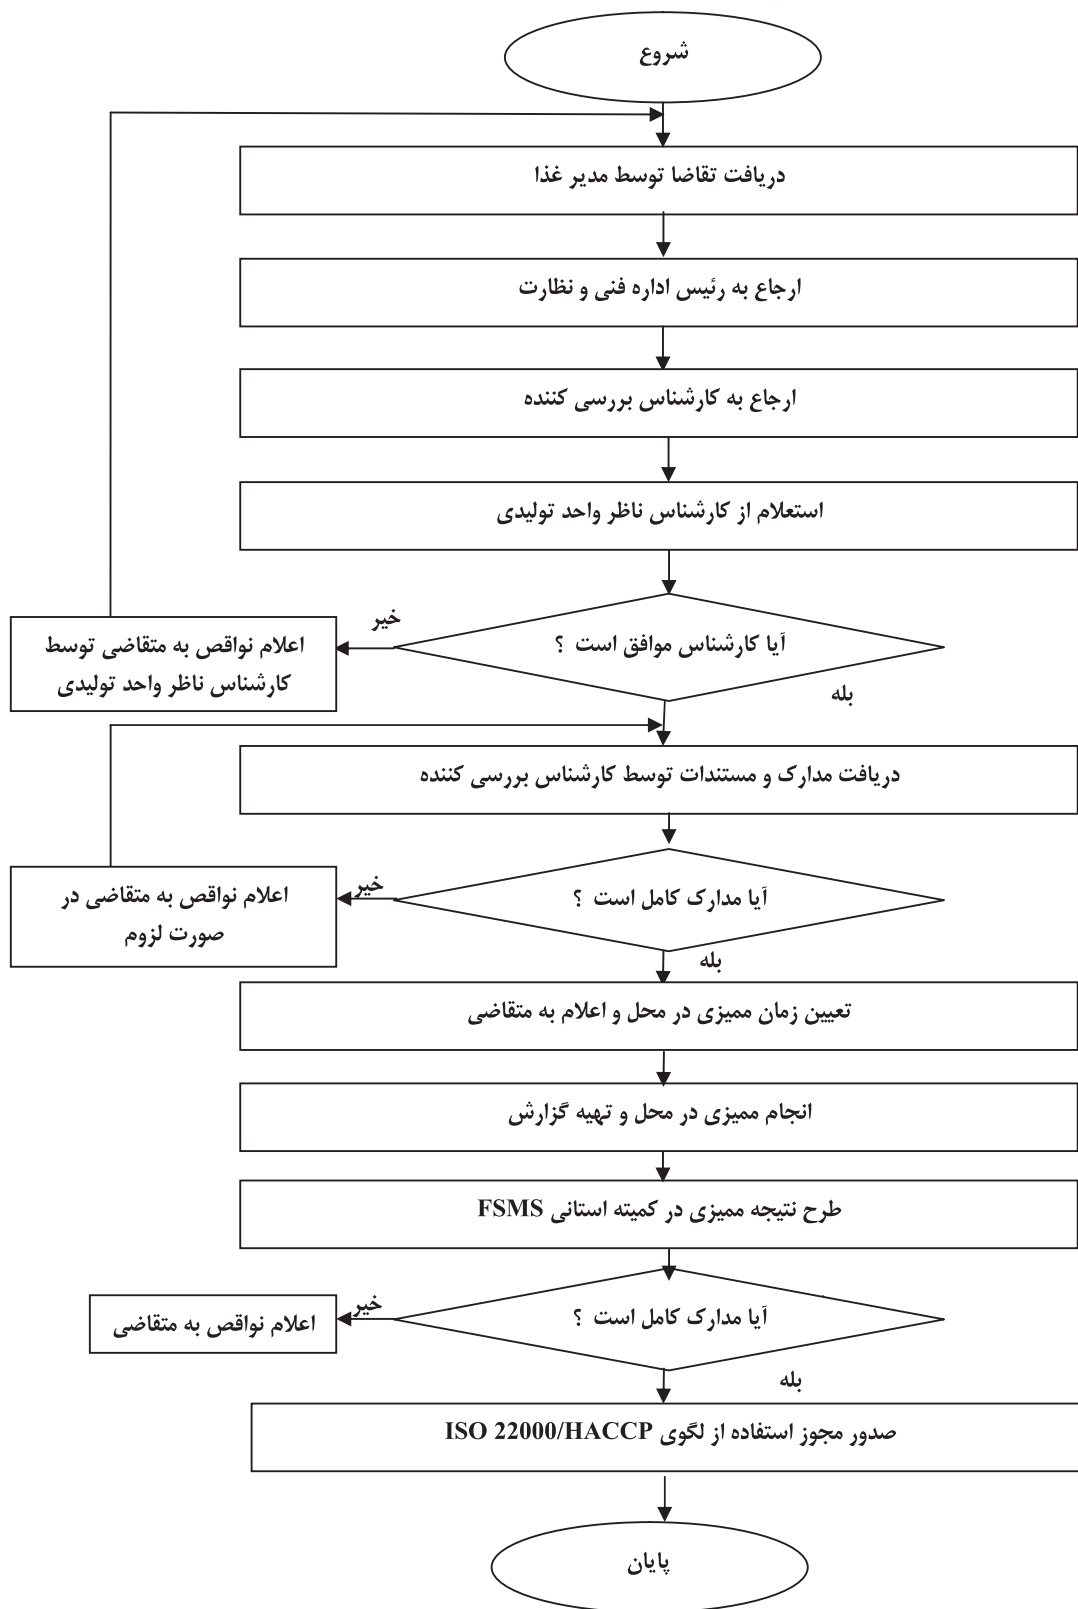 شروع
دریافت تقاضا توسط مدیر غذا
ارجاع به رئیس اداره فنی و نظارت
ارجاع به کارشناس بررسی کننده
استعلام از کارشناس ناظر واحد تولیدی
آیا کارشناس موافق است ؟
خیر
اعلام نواقص به متقاضی توسط
کارشناس ناظر واحد تولیدی
بله
دریافت مدارک و مستندات توسط کارشناس بررسی کننده
آیا مدارک کامل است ؟
خیر
اعلام نواقص به متقاضی در
صورت لزوم
بله
تعیین زمان ممیزی در محل و اعلام به متقاضی
انجام ممیزی در محل و تهیه گزارش
طرح نتیجه ممیزی در کمیته استانی FSMS
آیا مدارک کامل است ؟
خیر
اعلام نواقص به متقاضی
بله
صدور مجوز استفاده از لگوی ISO 22000/HACCP
پایان